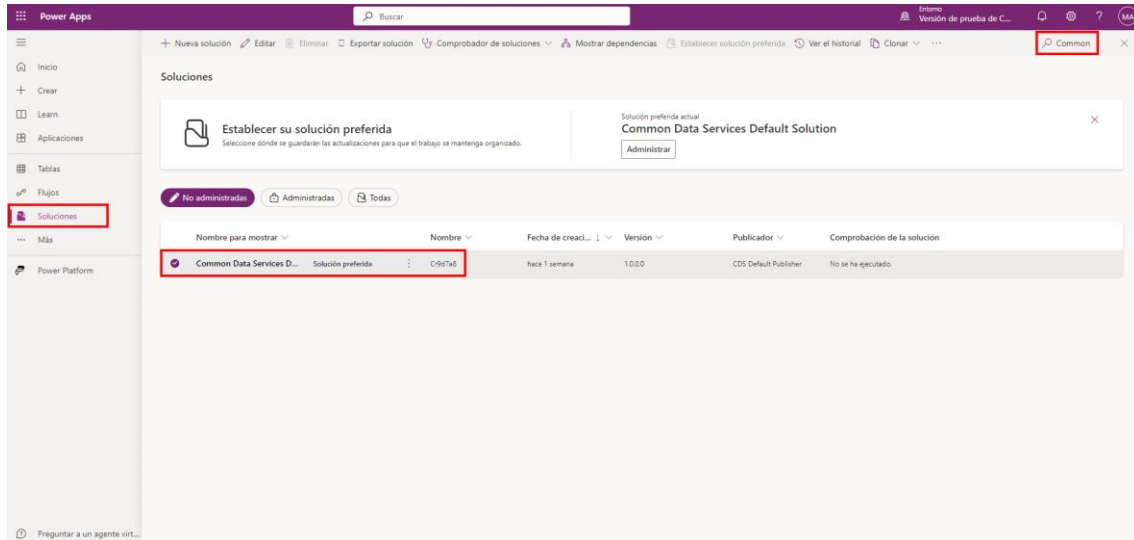 Power Apps
Buscar
Entorno
Versión de prueba de C...
MA
Nueva solución Editar Eliminar Exportar solución Comprobador de soluciones Mostrar dependencias Establecer solución preferida Ver el historial Clonar ... Common
Inicio
Crear
Learn
Aplicaciones
Tablas
Flujos
Soluciones
Más
Power Platform
Preguntar a un agente virt...
Soluciones
Establecer su solución preferida
Seleccione dónde se guardarán las actualizaciones para que el trabajo se mantenga organizado.
Solución preferida actual
Common Data Services Default Solution
Administrar
No administradas Administradas Todas
Nombre para mostrar Nombre Fecha de creaci... ↓ Versión Publicador Comprobación de la solución
Common Data Services D... Solución preferida Cr9d7a8 hace 1 semana 1.0.0.0 CDS Default Publisher No se ha ejecutado.